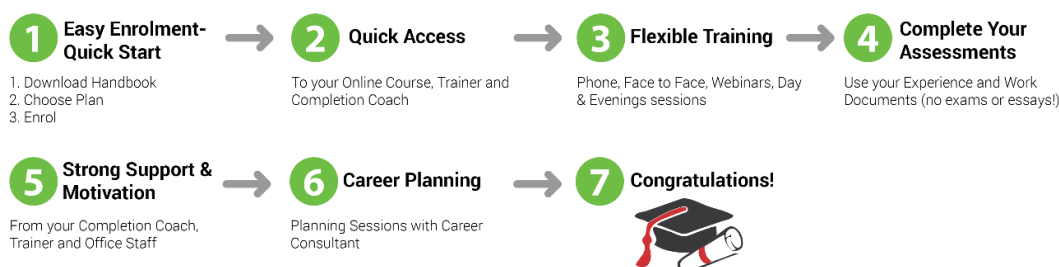 1 Easy Enrolment-
Quick Start
1. Download Handbook
2. Choose Plan
3. Enrol
2 Quick Access
To your Online Course, Trainer and
Completion Coach
3 Flexible Training
Phone, Face to Face, Webinars, Day
& Evenings sessions
4 Complete Your
Assessments
Use your Experience and Work
Documents (no exams or essays!)
5 Strong Support &
Motivation
From your Completion Coach,
Trainer and Office Staff
6 Career Planning
Planning Sessions with Career
Consultant
7 Congratulations!